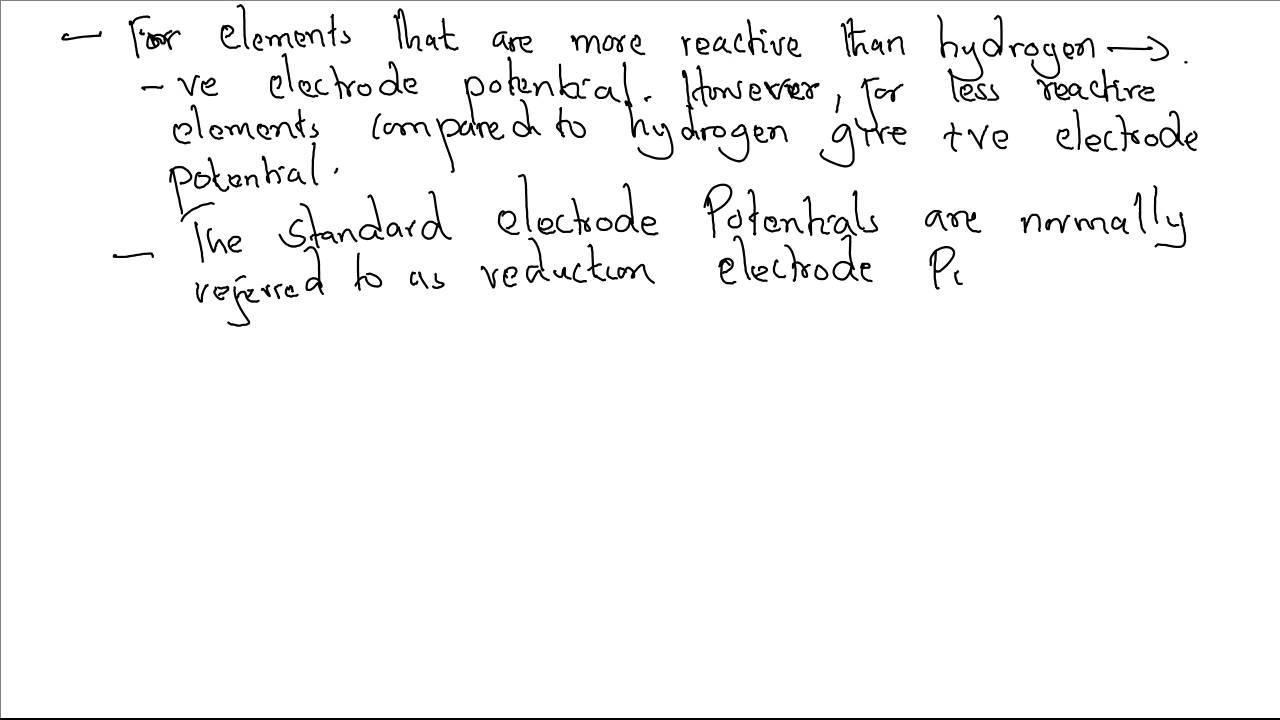 — For elements that are more reactive than hydrogen →.
-ve electrode potential. However, for less reactive
elements compared to hydrogen give +ve electrode
potential.
— The standard electrode Potentials are normally
referred to as reduction electrode Po